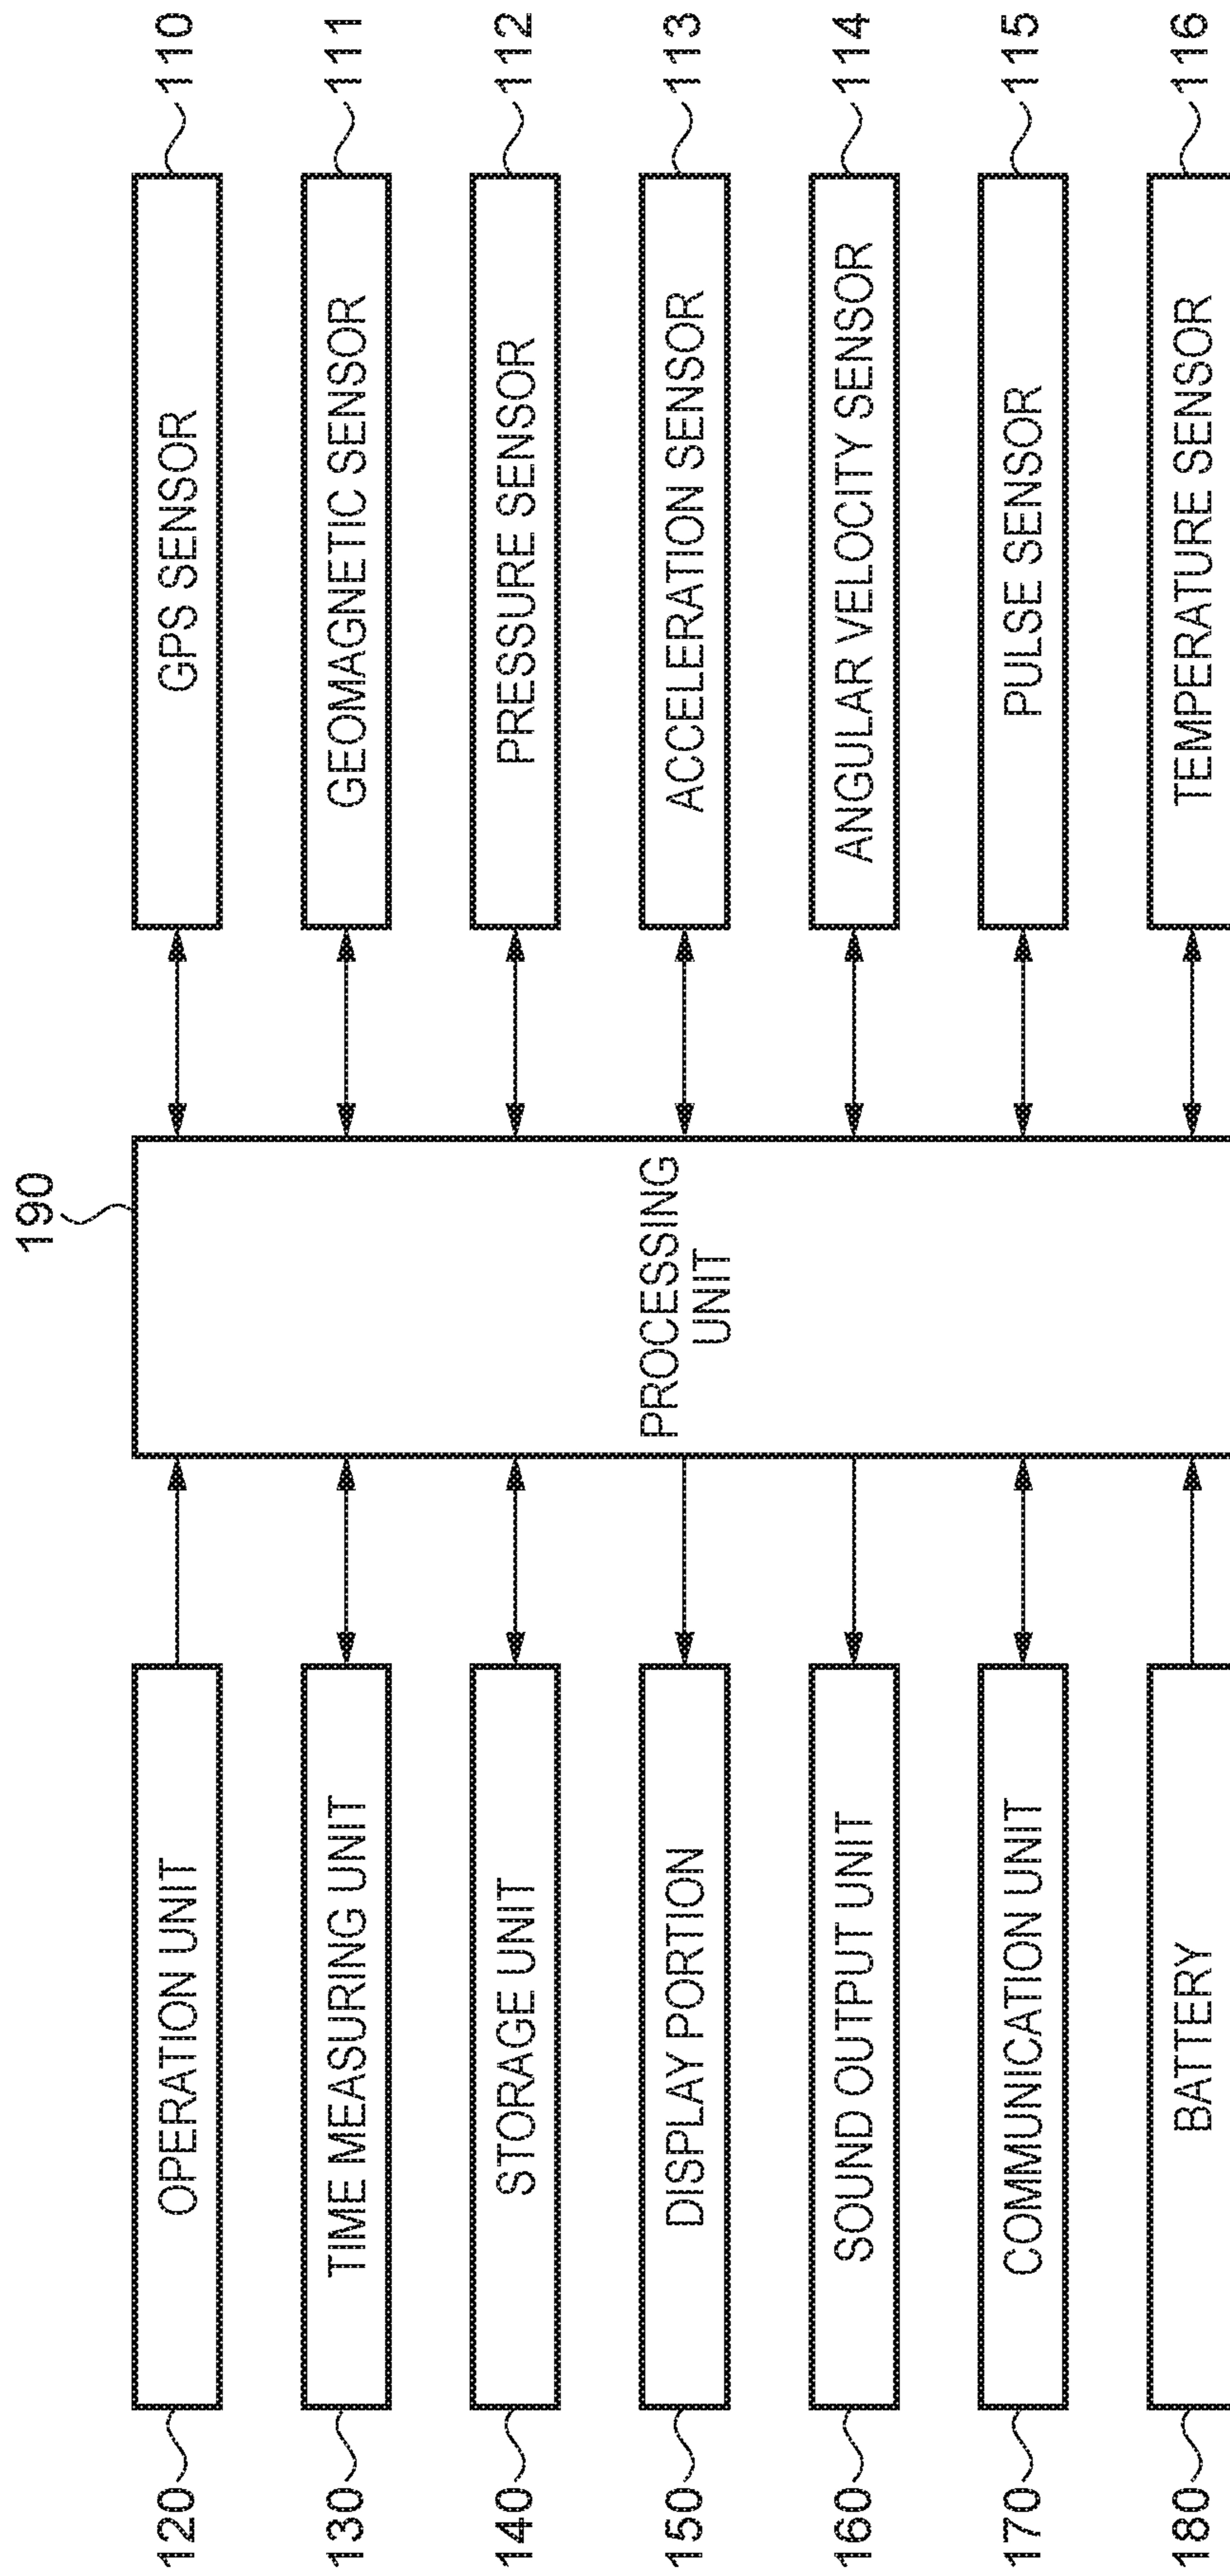 190
120
OPERATION UNIT
GPS SENSOR
110
130
TIME MEASURING UNIT
GEOMAGNETIC SENSOR
111
140
STORAGE UNIT
PRESSURE SENSOR
112
150
DISPLAY PORTION
PROCESSING
UNIT
ACCELERATION SENSOR
113
160
SOUND OUTPUT UNIT
ANGULAR VELOCITY SENSOR
114
170
COMMUNICATION UNIT
PULSE SENSOR
115
180
BATTERY
TEMPERATURE SENSOR
116